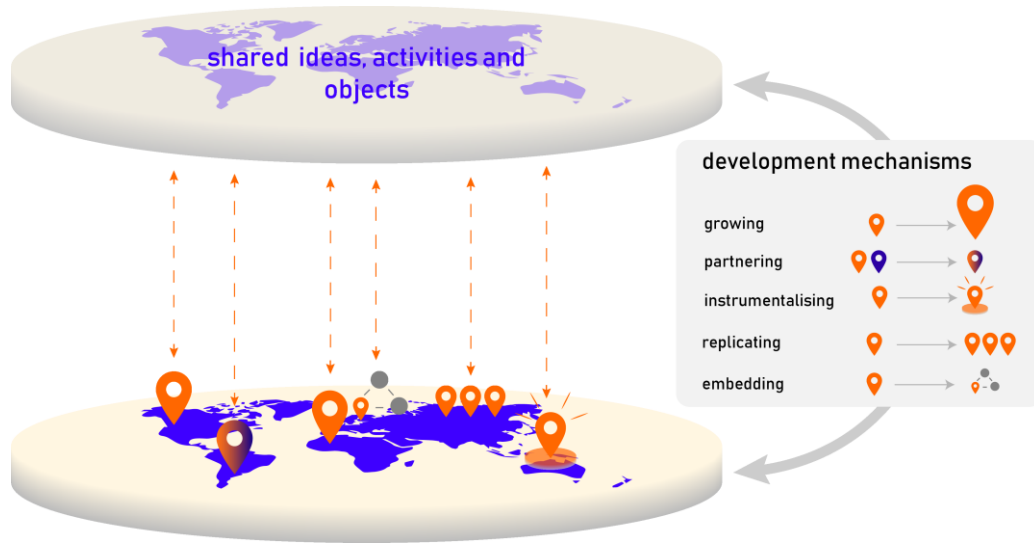 shared ideas, activities and
objects
development mechanisms
growing
partnering
instrumentalising
replicating
embedding